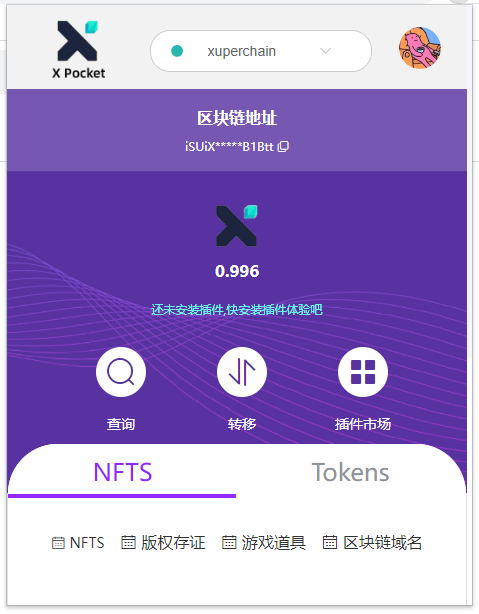 X Pocket
xuperchain
区块链地址
iSUiX*****B1Btt
0.996
还未安装插件,快安装插件体验吧
查询 转移 插件市场
NFTS Tokens
NFTS 版权存证 游戏道具 区块链域名